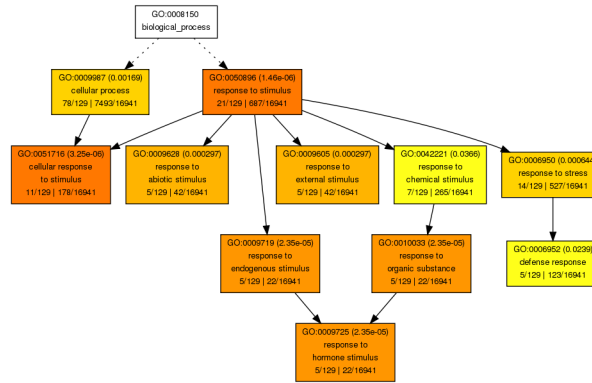 GO:0008150
biological_process
GO:0009987 (0.00169)
cellular process
78/129 | 7493/16941
GO:0050896 (1.46e-06)
response to stimulus
21/129 | 687/16941
GO:0051716 (3.25e-06)
cellular response
to stimulus
11/129 | 178/16941
GO:0009628 (0.000297)
response to
abiotic stimulus
5/129 | 42/16941
GO:0009605 (0.000297)
response to
external stimulus
5/129 | 42/16941
GO:0042221 (0.0366)
response to
chemical stimulus
7/129 | 265/16941
GO:0006950 (0.000644)
response to stress
14/129 | 527/16941
GO:0009719 (2.35e-05)
response to
endogenous stimulus
5/129 | 22/16941
GO:0010033 (2.35e-05)
response to
organic substance
5/129 | 22/16941
GO:0006952 (0.0239)
defense response
5/129 | 123/16941
GO:0009725 (2.35e-05)
response to
hormone stimulus
5/129 | 22/16941